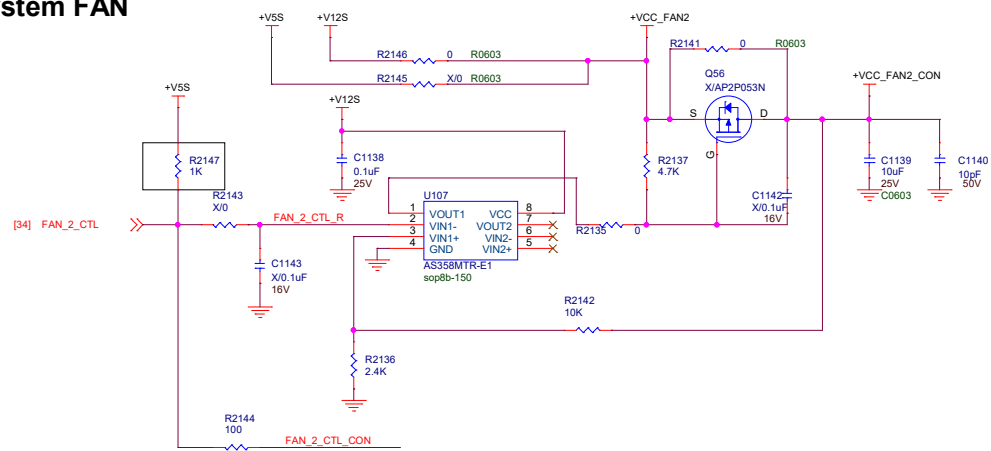 stem FAN
+V5S
+V12S
+VCC_FAN2
R2146 0 R0603
R2141 0 R0603
R2145 X/0 R0603
Q56
X/AP2P053N
+VCC_FAN2_CON
+V5S
+V12S
S
D
G
R2147
1K
C1138
0.1uF
25V
R2137
4.7K
C1139
10uF
25V
C0603
C1140
10pF
50V
R2143
X/0
U107
C1142
X/0.1uF
16V
[34] FAN_2_CTL
FAN_2_CTL_R
1 VOUT1 VCC 8
2 VIN1- VOUT2 7
3 VIN1+ VIN2- 6
4 GND VIN2+ 5
R2135 0
AS358MTR-E1
sop8b-150
C1143
X/0.1uF
16V
R2142
10K
R2136
2.4K
R2144
100
FAN_2_CTL_CON